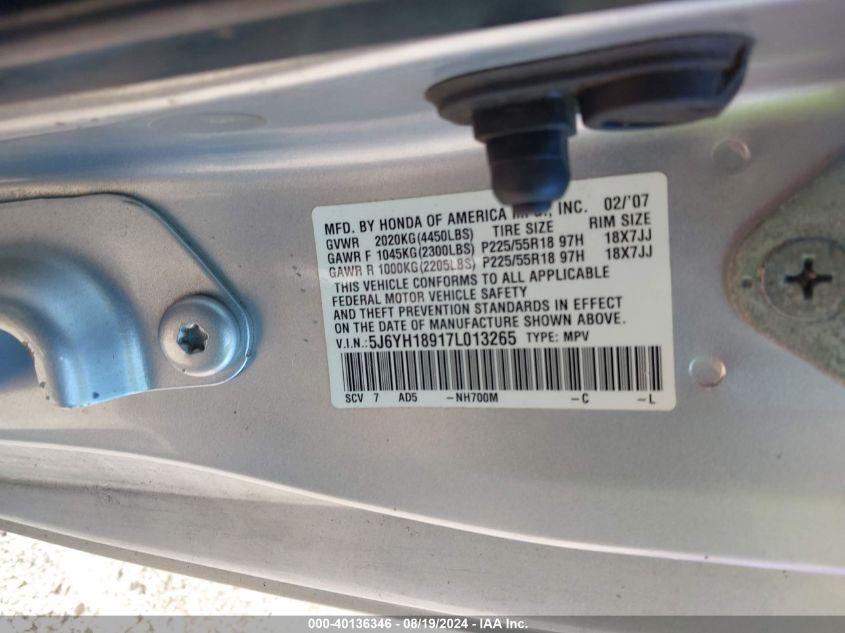 MFD. BY HONDA OF AMERICA MFG., INC. 02/'07
GVWR 2020KG(4450LBS) TIRE SIZE RIM SIZE
GAWR F 1045KG(2300LBS) P225/55R18 97H 18X7JJ
GAWR R 1000KG(2205LBS) P225/55R18 97H 18X7JJ
THIS VEHICLE CONFORMS TO ALL APPLICABLE
FEDERAL MOTOR VEHICLE SAFETY
AND THEFT PREVENTION STANDARDS IN EFFECT
ON THE DATE OF MANUFACTURE SHOWN ABOVE.
V.I.N.:5J6YH18917L013265 TYPE: MPV
SCV 7 AD5 -NH700M -C -L
000-40136346 - 08/19/2024 - IAA Inc.